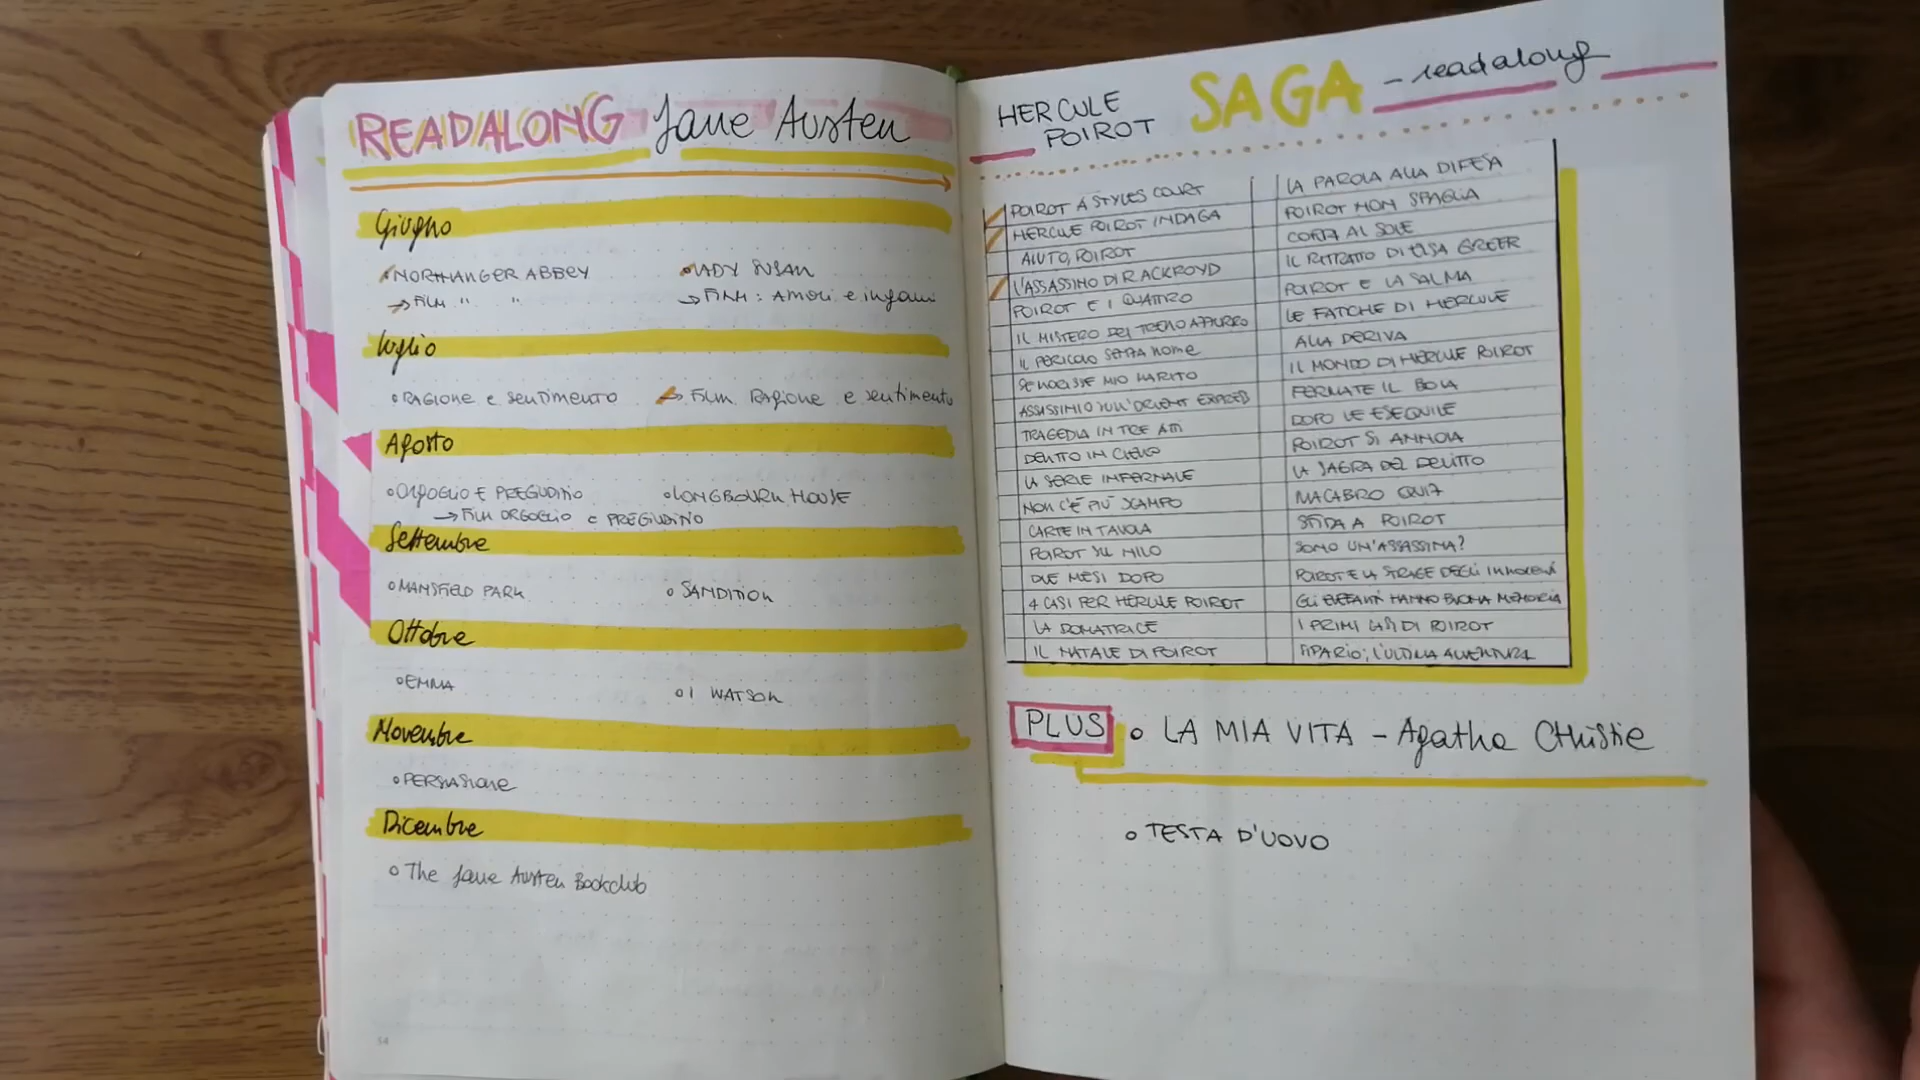 READALONG Jane Austen
Giugno
NORTHANGER ABBEY
→ FILM " "
LADY SUSAN
→ FILM: AMORI e inganni
luglio
RAGIONE e SENTIMENTO
→ FILM Ragione e sentimento
Agosto
ORGOGLIO E PREGIUDIZIO
→ FILM ORGOGLIO e PREGIUDIZIO
LONGBOURN HOUSE
Settembre
MANSFIELD PARK
SANDITION
Ottobre
EMMA
I WATSON
Novembre
PERSUASIONE
Dicembre
The Jane Austen Bookclub
54
HERCULE POIROT SAGA - readalong
POIROT A STYLES COURT
HERCULE POIROT INDAGA
AIUTO, POIROT
L'ASSASSINO DI R ACKROYD
POIROT E I QUATTRO
IL MISTERO DEL TRENO AZZURRO
IL PERICOLO SENZA NOME
SE MORISSE MIO MARITO
ASSASSINIO SULL'ORIENT EXPRESS
TRAGEDIA IN TRE ATTI
DELITTO IN CIELO
LA SERIE INFERNALE
NON C'È PIÙ SCAMPO
CARTE IN TAVOLA
POIROT SUL NILO
DUE MESI DOPO
4 CASI PER HERCULE POIROT
LA DOMATRICE
IL NATALE DI POIROT
LA PAROLA ALLA DIFESA
POIROT NON SBAGLIA
CORPI AL SOLE
IL RITRATTO DI ELSA GREER
POIROT E LA SALMA
LE FATICHE DI HERCULE
ALLA DERIVA
IL MONDO DI HERCULE POIROT
FERMATE IL BOIA
DOPO LE ESEQUIE
POIROT SI ANNOIA
LA SAGRA DEL DELITTO
MACABRO QUIZ
SFIDA A POIROT
SONO UN'ASSASSINA?
POIROT E LA STRAGE DEGLI INNOCENTI
GLI ELEFANTI HANNO BUONA MEMORIA
I PRIMI CASI DI POIROT
SIPARIO; L'ULTIMA AVVENTURA
PLUS
LA MIA VITA - Agatha Christie
TESTA D'UOVO